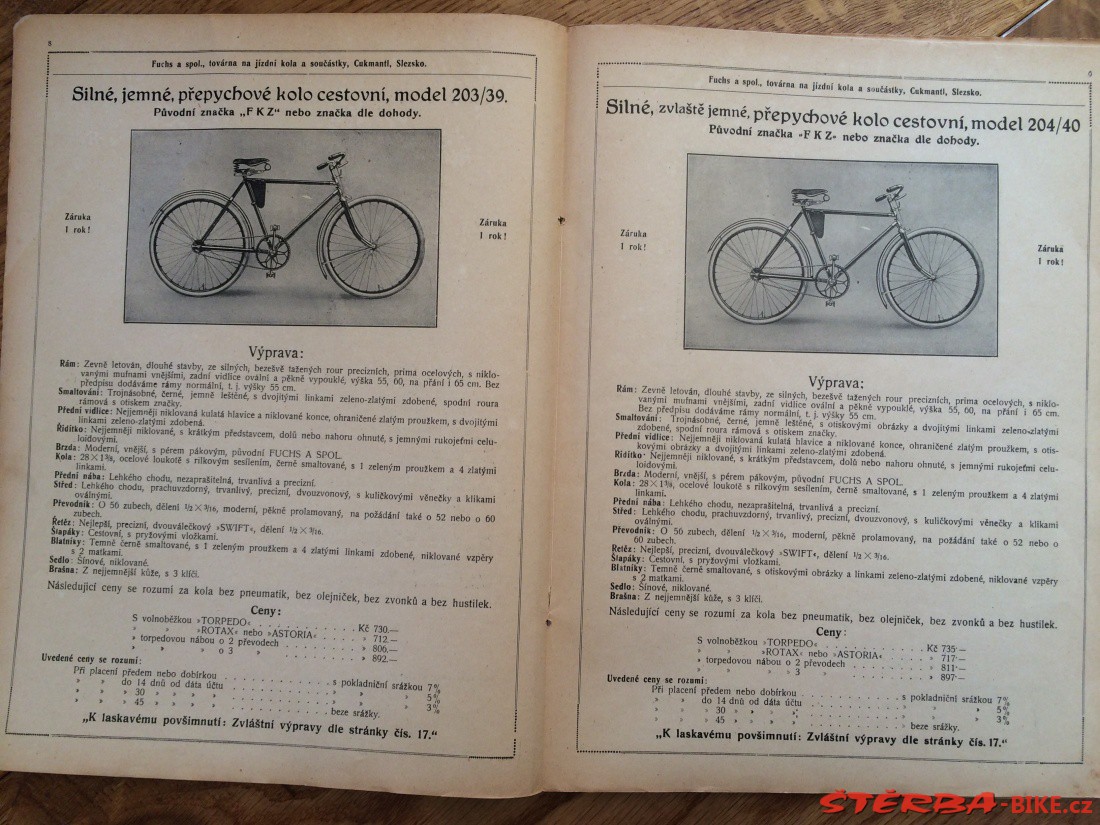 8
Fuchs a spol., továrna na jízdní kola a součástky, Cukmantl, Slezsko.
Silné, jemné, přepychové kolo cestovní, model 203/39.
Původní značka „F K Z" nebo značka dle dohody.
Záruka
1 rok!
Záruka
1 rok!
Výprava:
Rám: Zevně letován, dlouhé stavby, ze silných, bezešvě tažených rour precizních, prima ocelových, s niklo-
vanými mufnami vnějšími, zadní vidlice ovální a pěkně vypouklé, výška 55, 60, na přání i 65 cm. Bez
předpisu dodáváme rámy normální, t. j. výšky 55 cm.
Smaltování: Trojnásobné, černé, jemně leštěné, s dvojitými linkami zeleno-zlatými zdobené, spodní roura
rámová s otiskem značky.
Přední vidlice: Nejjemněji niklovaná kulatá hlavice a niklované konce, ohraničené zlatým proužkem, s dvojitými
linkami zeleno-zlatými zdobená.
Řidítko: Nejjemněji niklované, s krátkým představcem, dolů nebo nahoru ohnuté, s jemnými rukojeťmi celu-
loidovými.
Brzda: Moderní, vnější, s pérem pákovým, původní FUCHS A SPOL.
Kola: 28×1⅜, ocelové loukotě s rilkovým sesílením, černě smaltované, s 1 zeleným proužkem a 4 zlatými
linkami.
Přední nába: Lehkého chodu, nezaprašitelná, trvanlivá a precizní.
Střed: Lehkého chodu, prachuvzdorný, trvanlivý, precizní, dvouzvonový, s kuličkovými věnečky a klikami
oválnými.
Převodník: O 56 zubech, dělení 1/2 × 3/16, moderní, pěkně prolamovaný, na požádání také o 52 nebo o 60
zubech.
Řetěz: Nejlepší, precizní, dvouválečkový »SWIFT«, dělení 1/2 × 3/16.
Šlapáky: Cestovní, s pryžovými vložkami.
Blatníky: Temně černě smaltované, s 1 zeleným proužkem a 4 zlatými linkami zdobené, niklované vzpěry
s 2 matkami.
Sedlo: Šínové, niklované.
Brašna: Z nejjemnější kůže, s 3 klíči.
Následující ceny se rozumí za kola bez pneumatik, bez olejniček, bez zvonků a bez hustilek.
Ceny:
S volnoběžkou »TORPEDO« . . . . . . . . . . Kč 730.—
» »ROTAX« nebo »ASTORIA« . . . . . » 712.—
» torpedovou nábou o 2 převodech . . . . . . . » 806.—
» » » o 3 » . . . . . . . » 892.—
Uvedené ceny se rozumí:
Při placení předem nebo dobírkou . . . . . . . . . s pokladniční srážkou 7%
» » do 14 dnů od dáta účtu . . . . . . . . . » » » 5%
» » » 30 » » » » . . . . . . . . . » » » 3%
» » » 45 » » » » . . . . . . . . . beze srážky.
„K laskavému povšimnutí: Zvláštní výpravy dle stránky čís. 17."
Fuchs a spol., továrna na jízdní kola a součástky, Cukmantl, Slezsko.
Silné, zvlaště jemné, přepychové kolo cestovní, model 204/40
Původní značka »F K Z« nebo značka dle dohody.
Záruka
1 rok!
Záruka
1 rok!
Výprava:
Rám: Zevně letován, dlouhé stavby, ze silných, bezešvě tažených rour precizních, prima ocelových, s niklo-
vanými mufnami vnějšími, zadní vidlice ovální a pěkně vypouklé, výška 55, 60, na přání i 65 cm.
Bez předpisu dodáváme rámy normální, t. j. výšky 55 cm.
Smaltování: Trojnásobné, černé, jemně leštěné, s otiskovými obrázky a dvojitými linkami zeleno-zlatými
zdobené, spodní roura rámová s otiskem značky.
Přední vidlice: Nejjemněji niklovaná kulatá hlavice a niklované konce, ohraničené zlatým proužkem, s otis-
kovými obrázky a dvojitými linkami zeleno-zlatými zdobená.
Řidítko: Nejjemněji niklované, s krátkým představcem, dolů nebo nahoru ohnuté, s jemnými rukojeťmi celu-
loidovými.
Brzda: Moderní, vnější, s pérem pákovým, původní FUCHS A SPOL.
Kola: 28×1⅜, ocelové loukotě s rilkovým sesílením, černě smaltované, s 1 zeleným proužkem a 4 zlatými
linkami.
Přední nába: Lehkého chodu, nezaprašitelná, trvanlivá a precizní.
Střed: Lehkého chodu, prachuvzdorný, trvanlivý, precizní, dvouzvonový, s kuličkovými věnečky a klikami
oválnými.
Převodník: O 56 zubech, dělení 1/2 × 3/16, moderní, pěkně prolamovaný, na požádání také o 52 nebo o
60 zubech.
Řetěz: Nejlepší, precizní, dvouválečkový »SWIFT«, dělení 1/2 × 3/16.
Šlapáky: Cestovní, s pryžovými vložkami.
Blatníky: Temně černě smaltované, s otiskovými obrázky a linkami zeleno-zlatými zdobené, niklované vzpěry
s 2 matkami.
Sedlo: Šínové, niklované.
Brašna: Z nejjemnější kůže, s 3 klíči.
Následující ceny se rozumí za kola bez pneumatik, bez olejniček, bez zvonků a bez hustilek.
Ceny:
S volnoběžkou »TORPEDO« . . . . . . . . Kč 735·—
» »ROTAX« nebo »ASTORIA« . . . . . » 717·—
» torpedovou nábou o 2 převodech . . . . . . » 811·—
» » » » 3 » . . . . . . » 897·—
Uvedené ceny se rozumí:
Při placení předem nebo dobírkou . . . . . . . . . s pokladniční srážkou 7%
» » do 14 dnů od dáta účtu . . . . . . . . . » » » 5%
» » » 30 » » » » . . . . . . . . . » » » 3%
» » » 45 » » » » . . . . . . . . . beze srážky.
„K laskavému povšimnutí: Zvláštní výpravy dle stránky čís. 17."
ŠTĚRBA-BIKE.cz